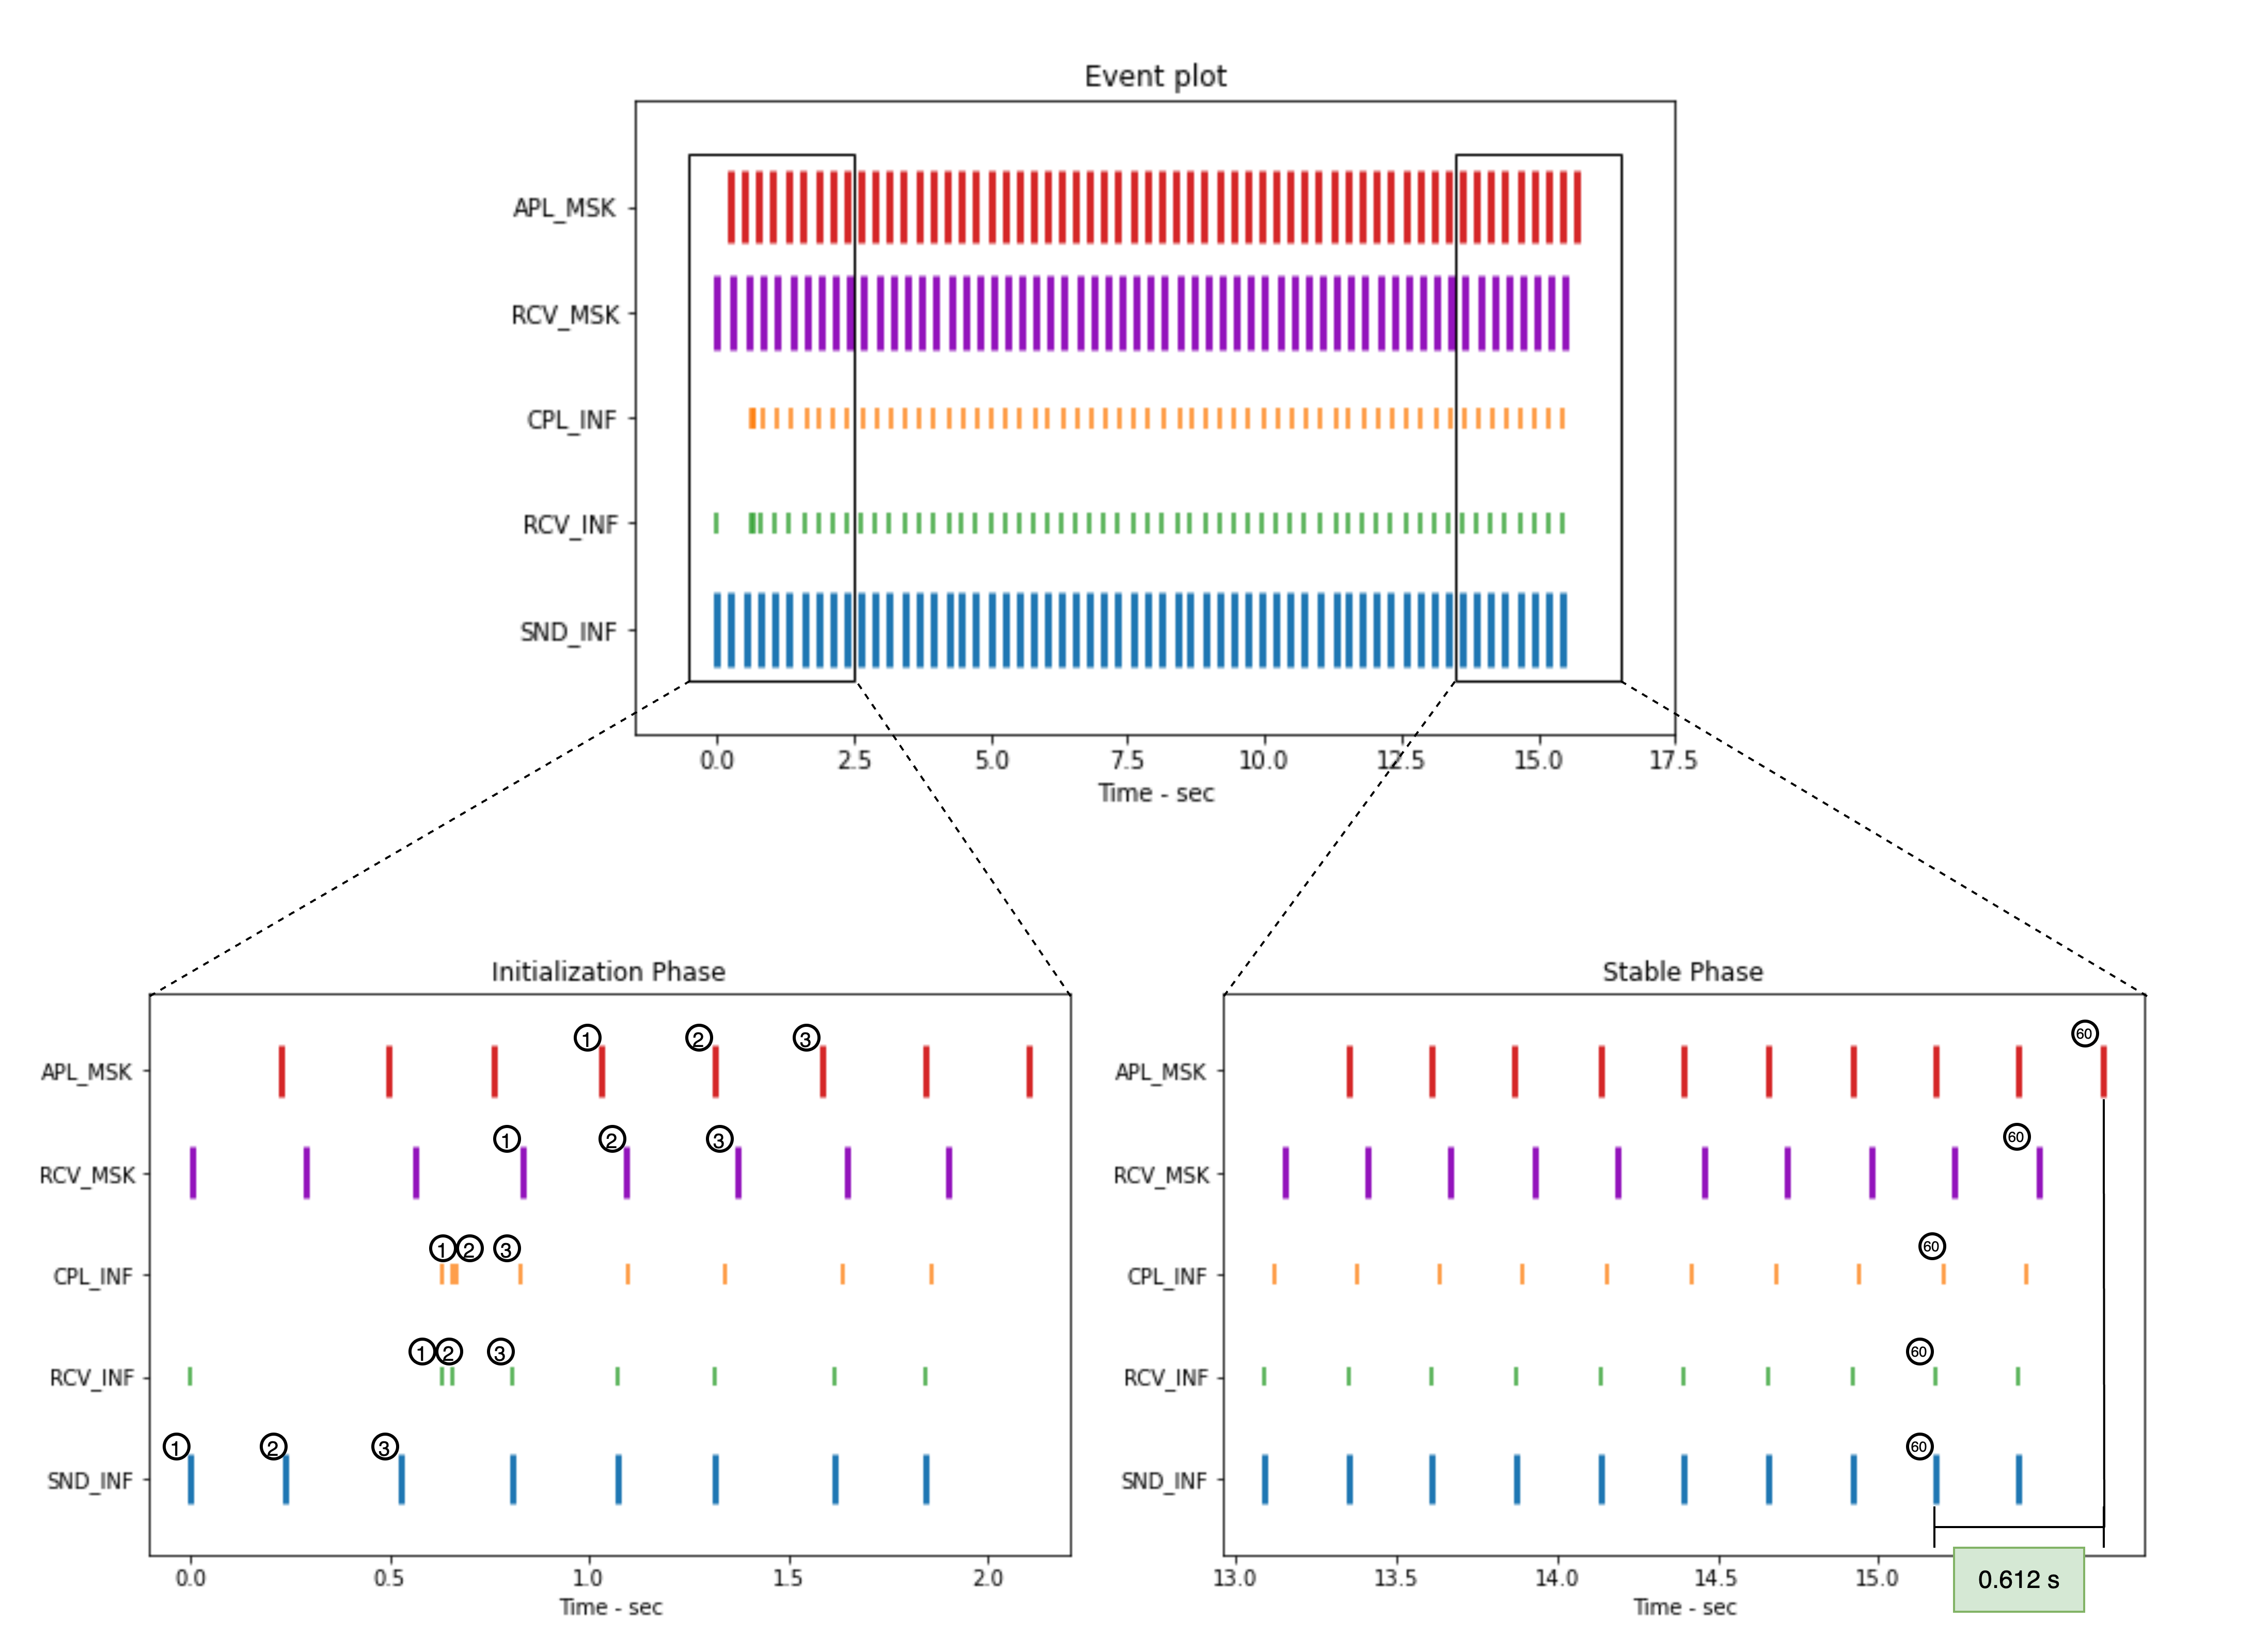 Event plot
APL_MSK
RCV_MSK
CPL_INF
RCV_INF
SND_INF
0.0 2.5 5.0 7.5 10.0 12.5 15.0 17.5
Time - sec
Initialization Phase
① ② ③
APL_MSK
① ② ③
RCV_MSK
① ② ③
CPL_INF
① ② ③
RCV_INF
① ② ③
SND_INF
0.0 0.5 1.0 1.5 2.0
Time - sec
Stable Phase
60
APL_MSK
60
RCV_MSK
60
CPL_INF
60
RCV_INF
60
SND_INF
13.0 13.5 14.0 14.5 15.0
0.612 s
Time - sec